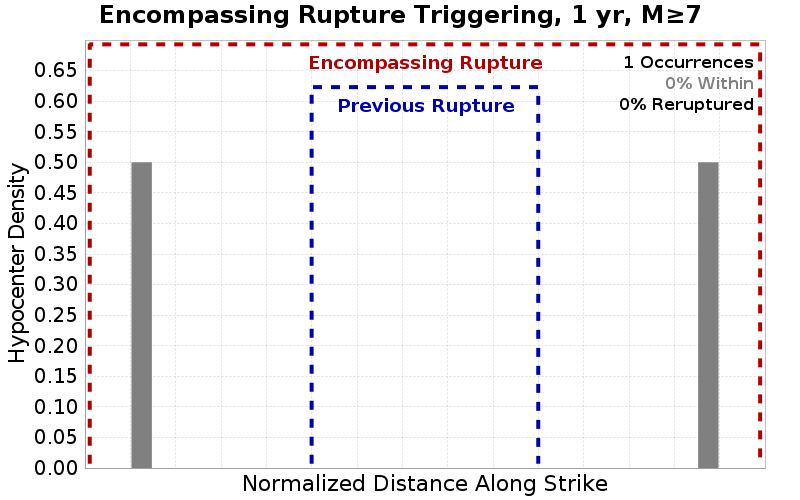 Encompassing Rupture Triggering, 1 yr, M≥7
Encompassing Rupture
Previous Rupture
1 Occurrences
0% Within
0% Reruptured
0.65
0.60
0.55
0.50
0.45
0.40
0.35
0.30
0.25
0.20
0.15
0.10
0.05
0.00
Hypocenter Density
Normalized Distance Along Strike